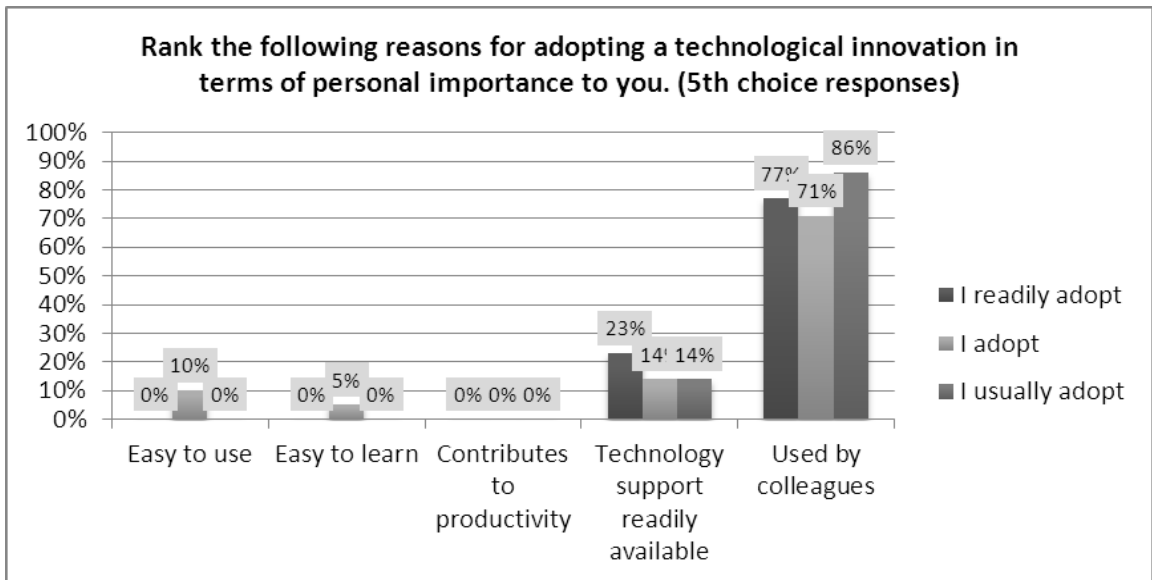 Rank the following reasons for adopting a technological innovation in
terms of personal importance to you. (5th choice responses)
100%
90%
80%
70%
60%
50%
40%
30%
20%
10%
0%
0%
10%
0%
0%
5%
0%
0% 0% 0%
23%
14%
14%
77%
71%
86%
Easy to use
Easy to learn
Contributes
to
productivity
Technology
support
readily
available
Used by
colleagues
I readily adopt
I adopt
I usually adopt